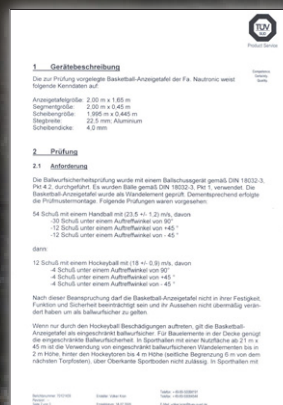 TÜV
Product Service
1 Gerätebeschreibung
Die zur Prüfung vorgelegte Basketball-Anzeigetafel der Fa. Nautronic weist
folgende Kenndaten auf:
Anzeigetafelgröße: 2,00 m x 1,65 m
Segmentgröße: 2,00 m x 0,45 m
Scheibengröße: 1,995 m x 0,445 m
Stegbreite: 22,5 mm; Aluminium
Scheibendicke: 4,0 mm
2 Prüfung
2.1 Anforderung
Die Ballwurfsicherheitsprüfung wurde mit einem Ballschussgerät gemäß DIN 18032-3,
Pkt 4.2, durchgeführt. Es wurden Bälle gemäß DIN 18032-3, Pkt 1, verwendet. Die
Basketball-Anzeigetafel wurde als Wandelement geprüft. Dementsprechend erfolgte
die Prüfmustermontage. Folgende Prüfungen waren vorgesehen:
54 Schuß mit einem Handball mit (23,5 +/- 1,2) m/s, davon
-30 Schuß unter einem Auftreffwinkel von 90°
-12 Schuß unter einem Auftreffwinkel von +45 °
-12 Schuß unter einem Auftreffwinkel von - 45 °
dann
12 Schuß mit einem Hockeyball mit (18 +/- 0,9) m/s, davon
-4 Schuß unter einem Auftreffwinkel von 90°
-4 Schuß unter einem Auftreffwinkel von +45 °
-4 Schuß unter einem Auftreffwinkel von - 45 °
Nach dieser Beanspruchung darf die Basketball-Anzeigetafel nicht in ihrer Festigkeit,
Funktion und Sicherheit beeinträchtigt sein und ihr Aussehen nicht übermäßig verän-
dert haben um als ballwurfsicher zu gelten.
Wenn nur durch den Hockeyball Beschädigungen auftreten, gilt die Basketball-
Anzeigetafel als eingeschränkt ballwurfsicher. Für Bauelemente in der Decke genügt
die eingeschränkte Ballwurfsicherheit. In Sporthallen mit einer Nutzfläche ab 21 m x
45 m ist die Verwendung von eingeschränkt ballwurfsicheren Wandelementen bis in
2 m Höhe, hinter den Hockeytoren bis 4 m Höhe (seitliche Begrenzung 6 m von dem
nächsten Torpfosten), über Oberkante Sportboden nicht zulässig. In Sporthallen mit